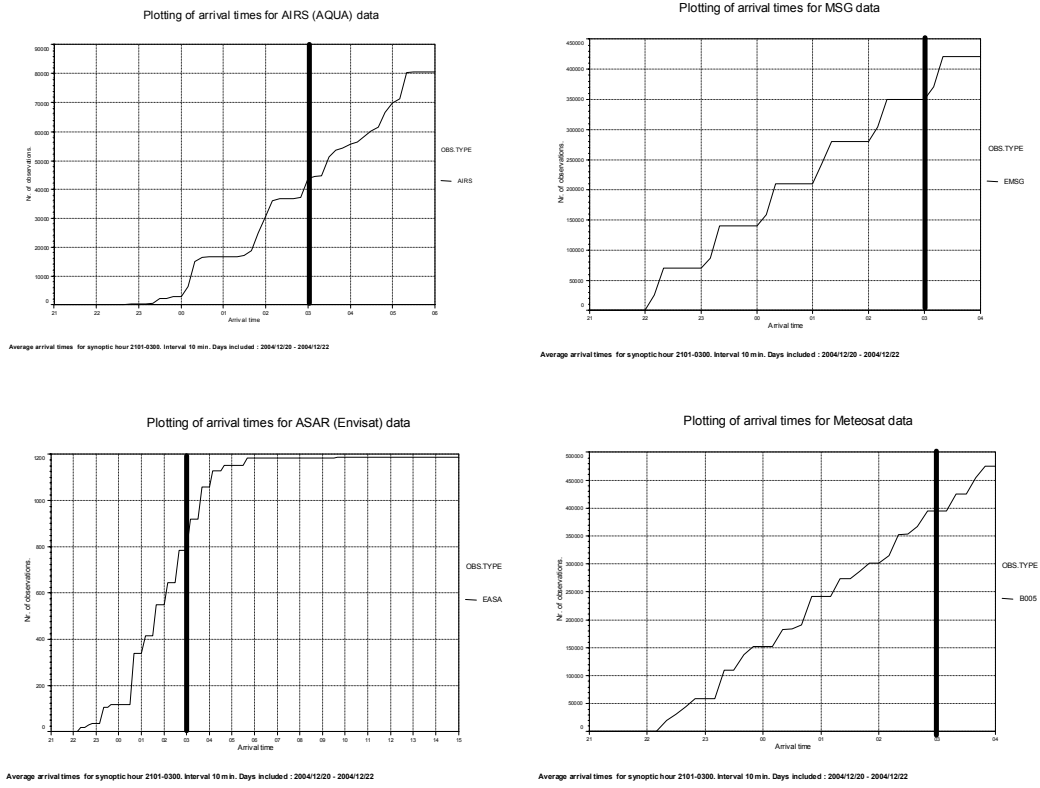 Plotting of arrival times for AIRS (AQUA) data
90000
80000
70000
60000
50000
40000
30000
20000
10000
0
Nr. of observations.
21 22 23 00 01 02 03 04 05 06
Arrival time
OBS.TYPE
AIRS
Average arrival times for synoptic hour 2101-0300. Interval 10 min. Days included : 2004/12/20 - 2004/12/22
Plotting of arrival times for MSG data
450000
400000
350000
300000
250000
200000
150000
100000
50000
0
Nr. of observations.
21 22 23 00 01 02 03 04
Arrival time
OBS.TYPE
EMSG
Average arrival times for synoptic hour 2101-0300. Interval 10 min. Days included : 2004/12/20 - 2004/12/22
Plotting of arrival times for ASAR (Envisat) data
1200
1000
800
600
400
200
0
Nr. of observations.
21 22 23 00 01 02 03 04 05 06 07 08 09 10 11 12 13 14 15
Arrival time
OBS.TYPE
EASA
Average arrival times for synoptic hour 2101-0300. Interval 10 min. Days included : 2004/12/20 - 2004/12/22
Plotting of arrival times for Meteosat data
500000
450000
400000
350000
300000
250000
200000
150000
100000
50000
0
Nr. of observations.
21 22 23 00 01 02 03 04
Arrival time
OBS.TYPE
B005
Average arrival times for synoptic hour 2101-0300. Interval 10 min. Days included : 2004/12/20 - 2004/12/22